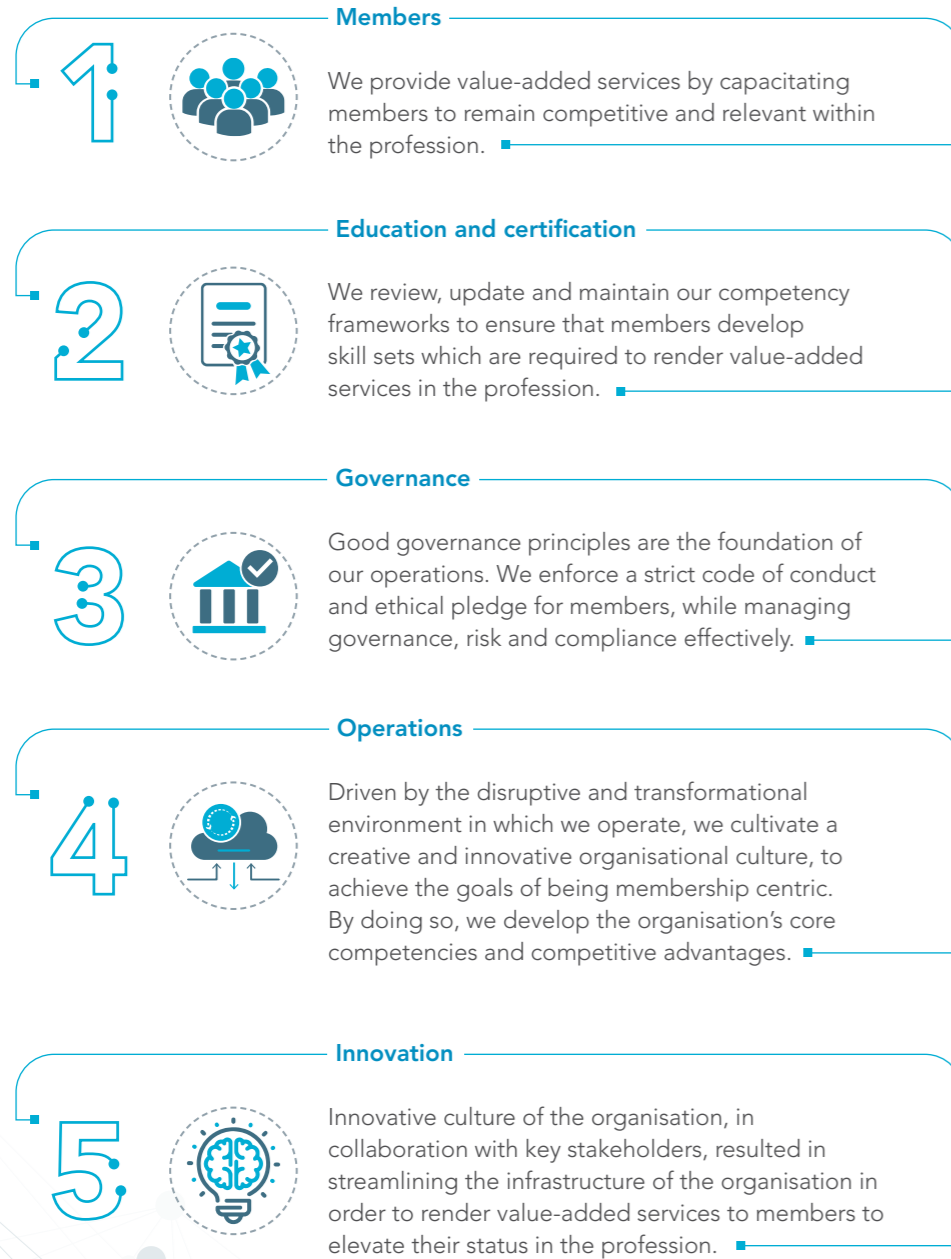 Members
1
We provide value-added services by capacitating
members to remain competitive and relevant within
the profession.
Education and certification
2
We review, update and maintain our competency
frameworks to ensure that members develop
skill sets which are required to render value-added
services in the profession.
Governance
3
Good governance principles are the foundation of
our operations. We enforce a strict code of conduct
and ethical pledge for members, while managing
governance, risk and compliance effectively.
Operations
4
Driven by the disruptive and transformational
environment in which we operate, we cultivate a
creative and innovative organisational culture, to
achieve the goals of being membership centric.
By doing so, we develop the organisation’s core
competencies and competitive advantages.
Innovation
5
Innovative culture of the organisation, in
collaboration with key stakeholders, resulted in
streamlining the infrastructure of the organisation in
order to render value-added services to members to
elevate their status in the profession.